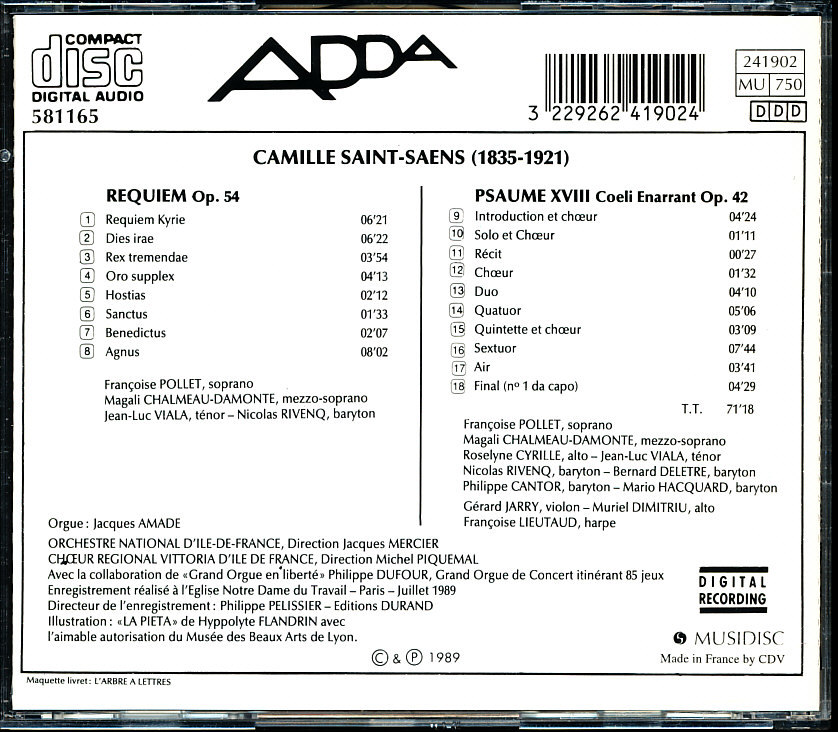 COMPACT
disc
DIGITAL AUDIO
581165
ADDA
3 229262 419024
241902
MU 750
DDD
CAMILLE SAINT-SAENS (1835-1921)
REQUIEM Op. 54
1 Requiem Kyrie 06'21
2 Dies irae 06'22
3 Rex tremendae 03'54
4 Oro supplex 04'13
5 Hostias 02'12
6 Sanctus 01'33
7 Benedictus 02'07
8 Agnus 08'02
Françoise POLLET, soprano
Magali CHALMEAU-DAMONTE, mezzo-soprano
Jean-Luc VIALA, ténor – Nicolas RIVENQ, baryton
PSAUME XVIII Coeli Enarrant Op. 42
9 Introduction et chœur 04'24
10 Solo et Chœur 01'11
11 Récit 00'27
12 Chœur 01'32
13 Duo 04'10
14 Quatuor 05'06
15 Quintette et chœur 03'09
16 Sextuor 07'44
17 Air 03'41
18 Final (nº 1 da capo) 04'29
T.T. 71'18
Françoise POLLET, soprano
Magali CHALMEAU-DAMONTE, mezzo-soprano
Roselyne CYRILLE, alto – Jean-Luc VIALA, ténor
Nicolas RIVENQ, baryton – Bernard DELETRE, baryton
Philippe CANTOR, baryton – Mario HACQUARD, baryton
Gérard JARRY, violon – Muriel DIMITRIU, alto
Françoise LIEUTAUD, harpe
Orgue : Jacques AMADE
ORCHESTRE NATIONAL D'ILE-DE-FRANCE, Direction Jacques MERCIER
CHŒUR REGIONAL VITTORIA D'ILE DE FRANCE, Direction Michel PIQUEMAL
Avec la collaboration de «Grand Orgue en liberté» Philippe DUFOUR, Grand Orgue de Concert itinérant 85 jeux
Enregistrement réalisé à l'Eglise Notre Dame du Travail – Paris – Juillet 1989
Directeur de l'enregistrement : Philippe PELISSIER – Editions DURAND
Illustration : «LA PIETA» de Hyppolyte FLANDRIN avec
l'aimable autorisation du Musée des Beaux Arts de Lyon.
© & ℗ 1989
DIGITAL
RECORDING
MUSIDISC
Made in France by CDV
Maquette livret : L'ARBRE A LETTRES